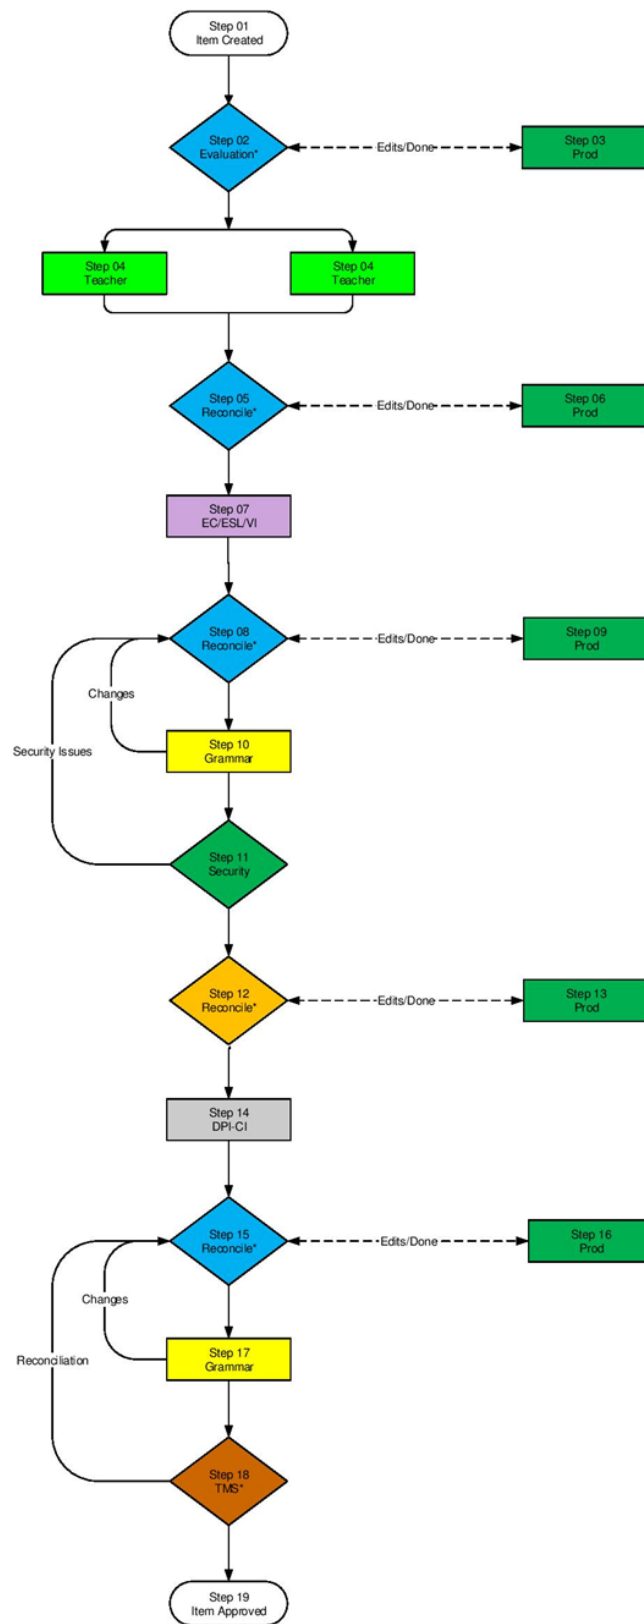 Step 01
Item Created
Step 02
Evaluation*
Edits/Done
Step 03
Prod
Step 04
Teacher
Step 04
Teacher
Step 05
Reconcile*
Edits/Done
Step 06
Prod
Step 07
EC/ESL/VI
Step 08
Reconcile*
Edits/Done
Step 09
Prod
Changes
Security Issues
Step 10
Grammar
Step 11
Security
Step 12
Reconcile*
Edits/Done
Step 13
Prod
Step 14
DPI-CI
Step 15
Reconcile*
Edits/Done
Step 16
Prod
Changes
Reconciliation
Step 17
Grammar
Step 18
TMS*
Step 19
Item Approved